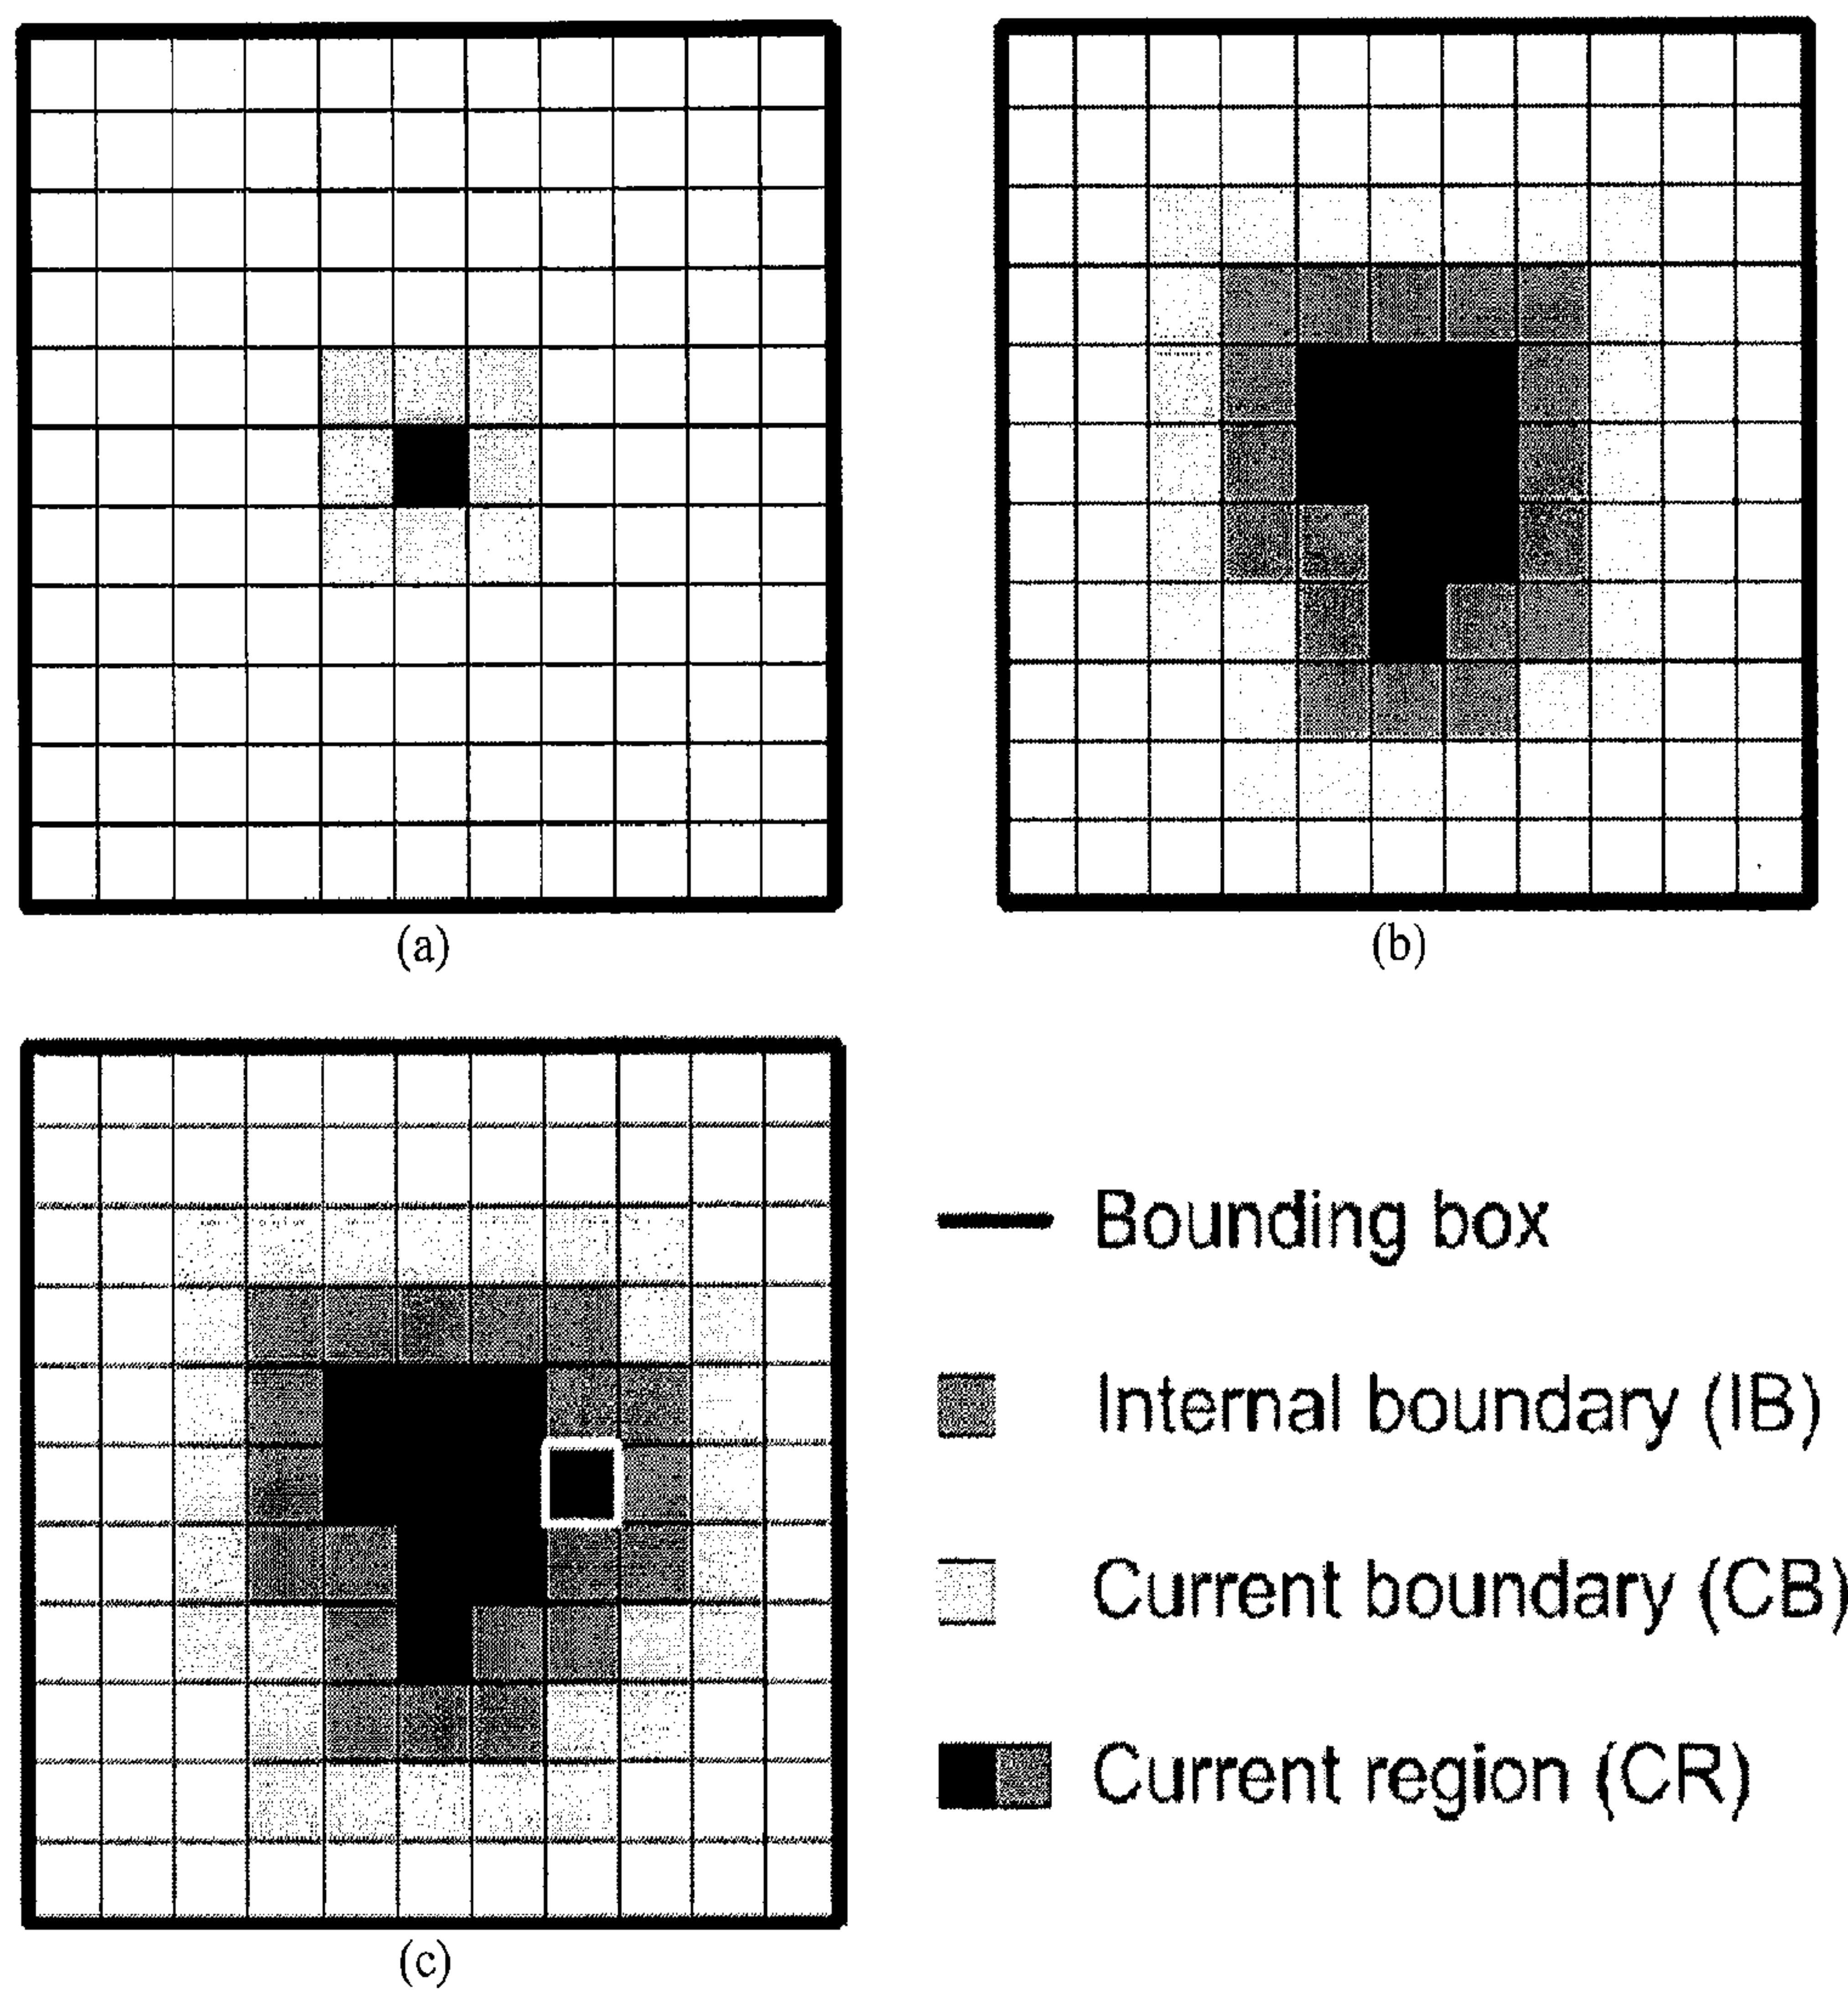 (a)
(b)
(c)
Bounding box
Internal boundary (IB)
Current boundary (CB)
Current region (CR)